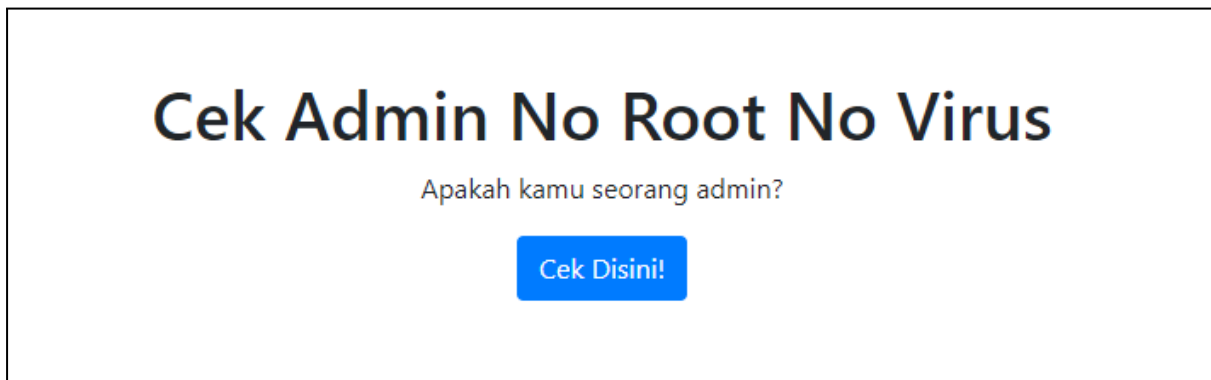 Cek Admin No Root No Virus
Apakah kamu seorang admin?
Cek Disini!